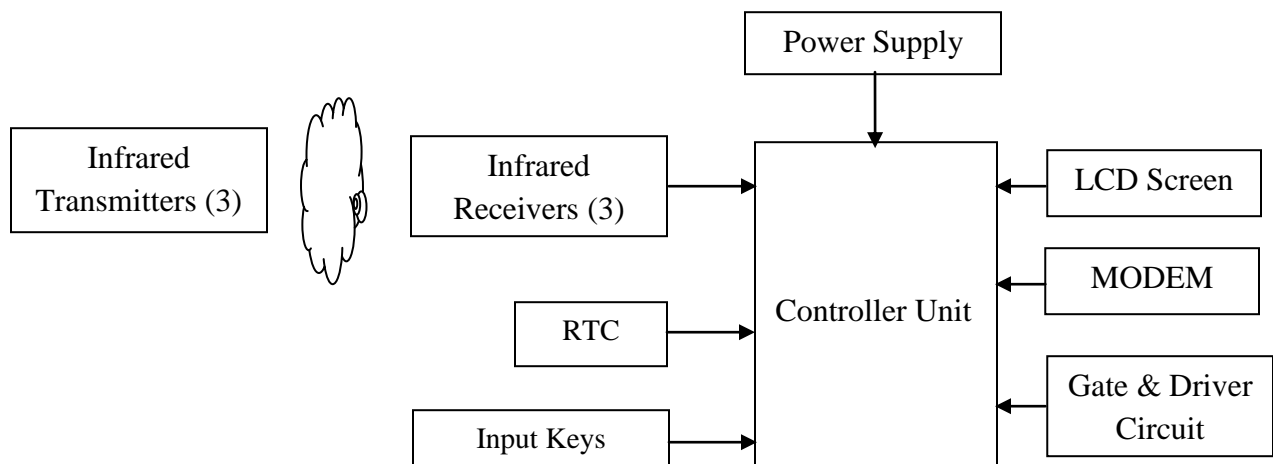 Power Supply
Infrared
Transmitters (3)
Infrared
Receivers (3)
LCD Screen
MODEM
Controller Unit
RTC
Gate & Driver
Circuit
Input Keys